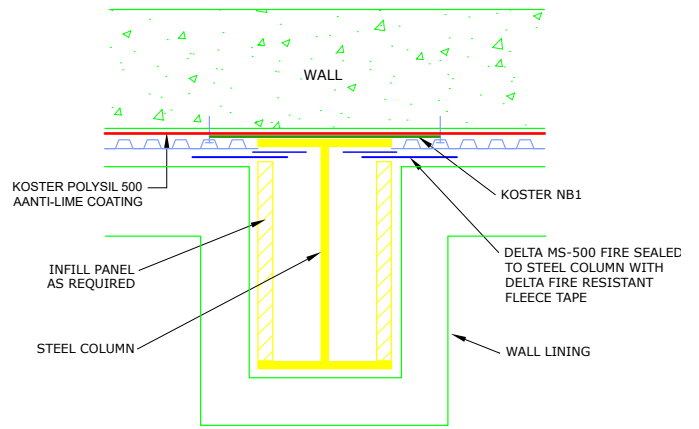 WALL
KOSTER POLYSIL 500
AANTI-LIME COATING
KOSTER NB1
INFILL PANEL
AS REQUIRED
DELTA MS-500 FIRE SEALED
TO STEEL COLUMN WITH
DELTA FIRE RESISTANT
FLEECE TAPE
STEEL COLUMN
WALL LINING